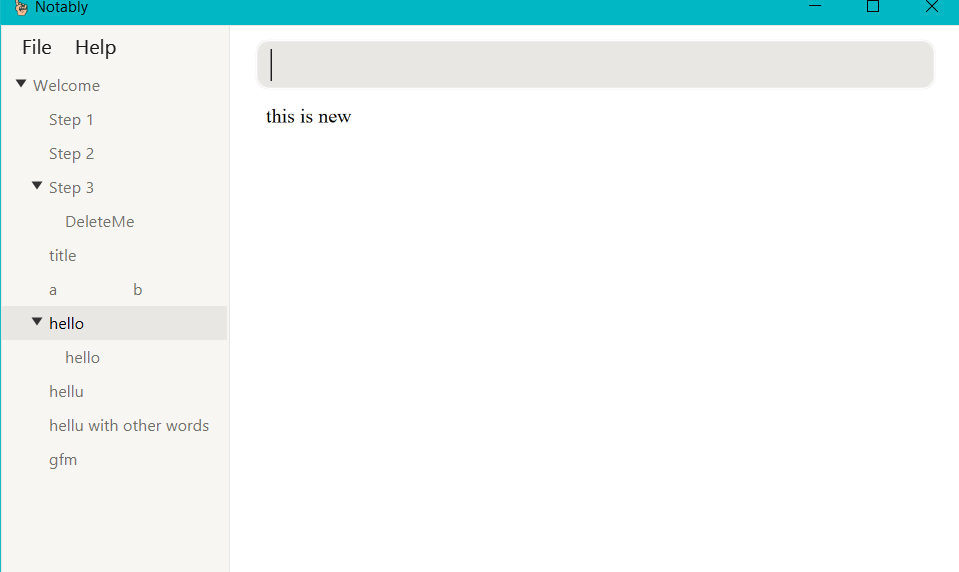 Notably
File Help
Welcome
Step 1
Step 2
Step 3
DeleteMe
title
a b
hello
hello
hellu
hellu with other words
gfm
this is new